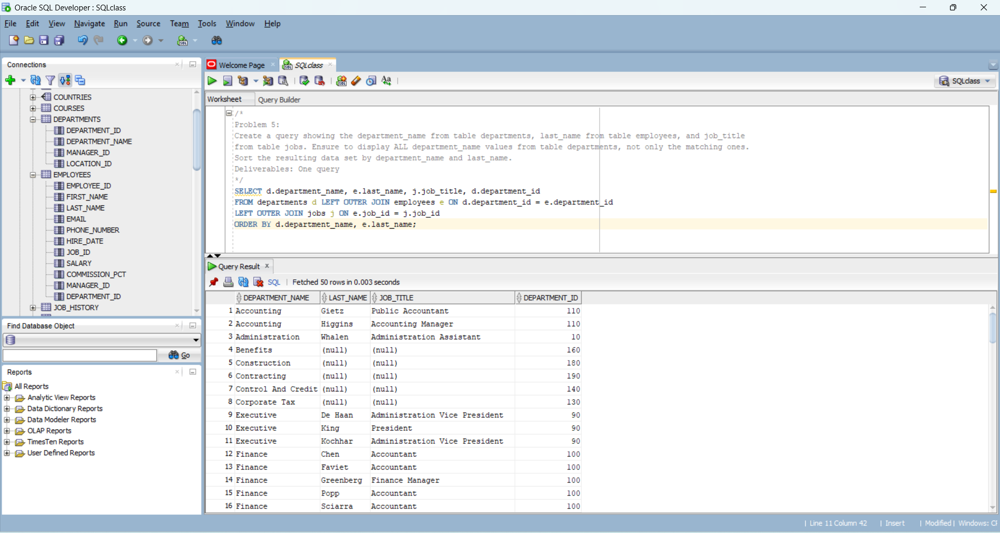 Oracle SQL Developer : SQLclass
File Edit View Navigate Run Source Team Tools Window Help
Connections
COUNTRIES
COURSES
DEPARTMENTS
DEPARTMENT_ID
DEPARTMENT_NAME
MANAGER_ID
LOCATION_ID
EMPLOYEES
EMPLOYEE_ID
FIRST_NAME
LAST_NAME
EMAIL
PHONE_NUMBER
HIRE_DATE
JOB_ID
SALARY
COMMISSION_PCT
MANAGER_ID
DEPARTMENT_ID
JOB_HISTORY
Find Database Object
Go
Reports
All Reports
Analytic View Reports
Data Dictionary Reports
Data Modeler Reports
OLAP Reports
TimesTen Reports
User Defined Reports
Welcome Page SQLclass
SQLclass
Worksheet Query Builder
/*
Problem 5:
Create a query showing the department_name from table departments, last_name from table employees, and job_title
from table jobs. Ensure to display ALL department_name values from table departments, not only the matching ones.
Sort the resulting data set by department_name and last_name.
Deliverables: One query
*/
SELECT d.department_name, e.last_name, j.job_title, d.department_id
FROM departments d LEFT OUTER JOIN employees e ON d.department_id = e.department_id
LEFT OUTER JOIN jobs j ON e.job_id = j.job_id
ORDER BY d.department_name, e.last_name;
Query Result
SQL | Fetched 50 rows in 0.003 seconds
DEPARTMENT_NAME LAST_NAME JOB_TITLE DEPARTMENT_ID
1 Accounting Gietz Public Accountant 110
2 Accounting Higgins Accounting Manager 110
3 Administration Whalen Administration Assistant 10
4 Benefits (null) (null) 160
5 Construction (null) (null) 180
6 Contracting (null) (null) 190
7 Control And Credit (null) (null) 140
8 Corporate Tax (null) (null) 130
9 Executive De Haan Administration Vice President 90
10 Executive King President 90
11 Executive Kochhar Administration Vice President 90
12 Finance Chen Accountant 100
13 Finance Faviet Accountant 100
14 Finance Greenberg Finance Manager 100
15 Finance Popp Accountant 100
16 Finance Sciarra Accountant 100
| Line 11 Column 42 | Insert | Modified | Windows: